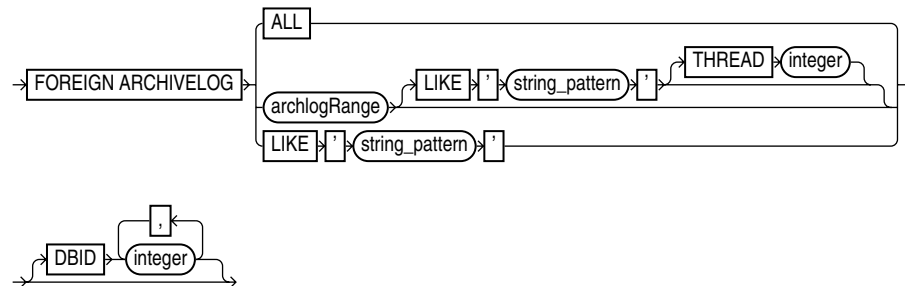 ALL
THREAD integer
FOREIGN ARCHIVELOG LIKE ' string_pattern '
archlogRange
LIKE ' string_pattern '
,
DBID integer